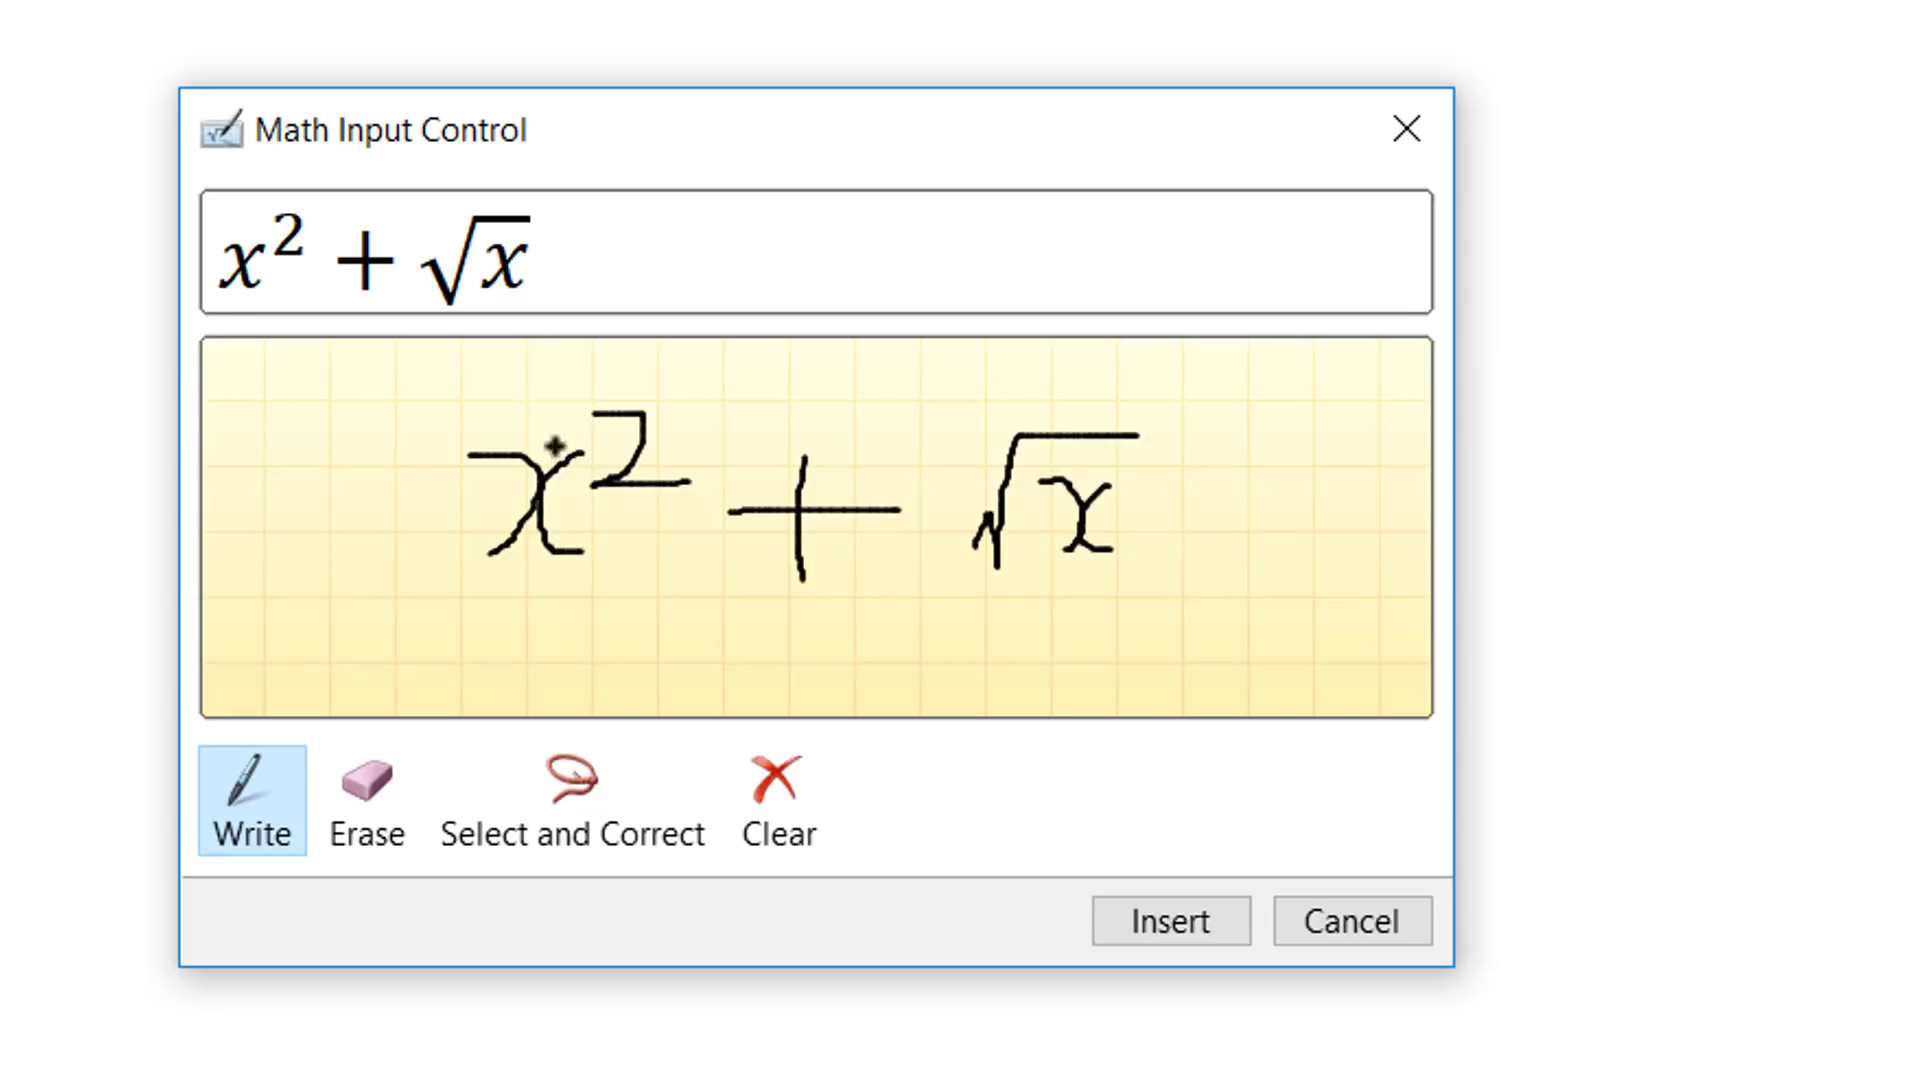 Math Input Control
x² + √x
x² + √x
Write Erase Select and Correct Clear
Insert Cancel